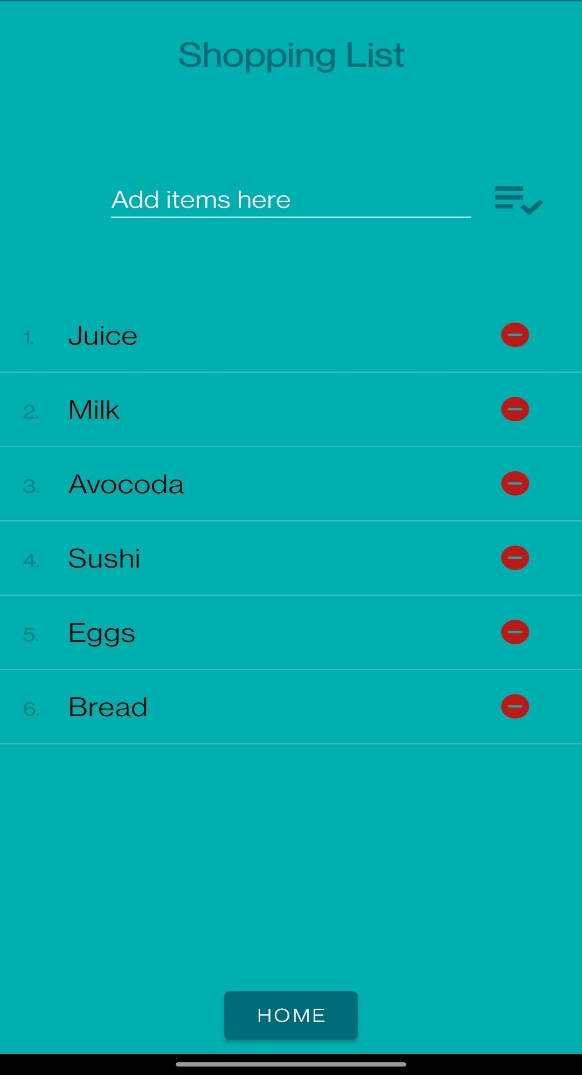 Shopping List
Add items here
1. Juice
2. Milk
3. Avocoda
4. Sushi
5. Eggs
6. Bread
HOME